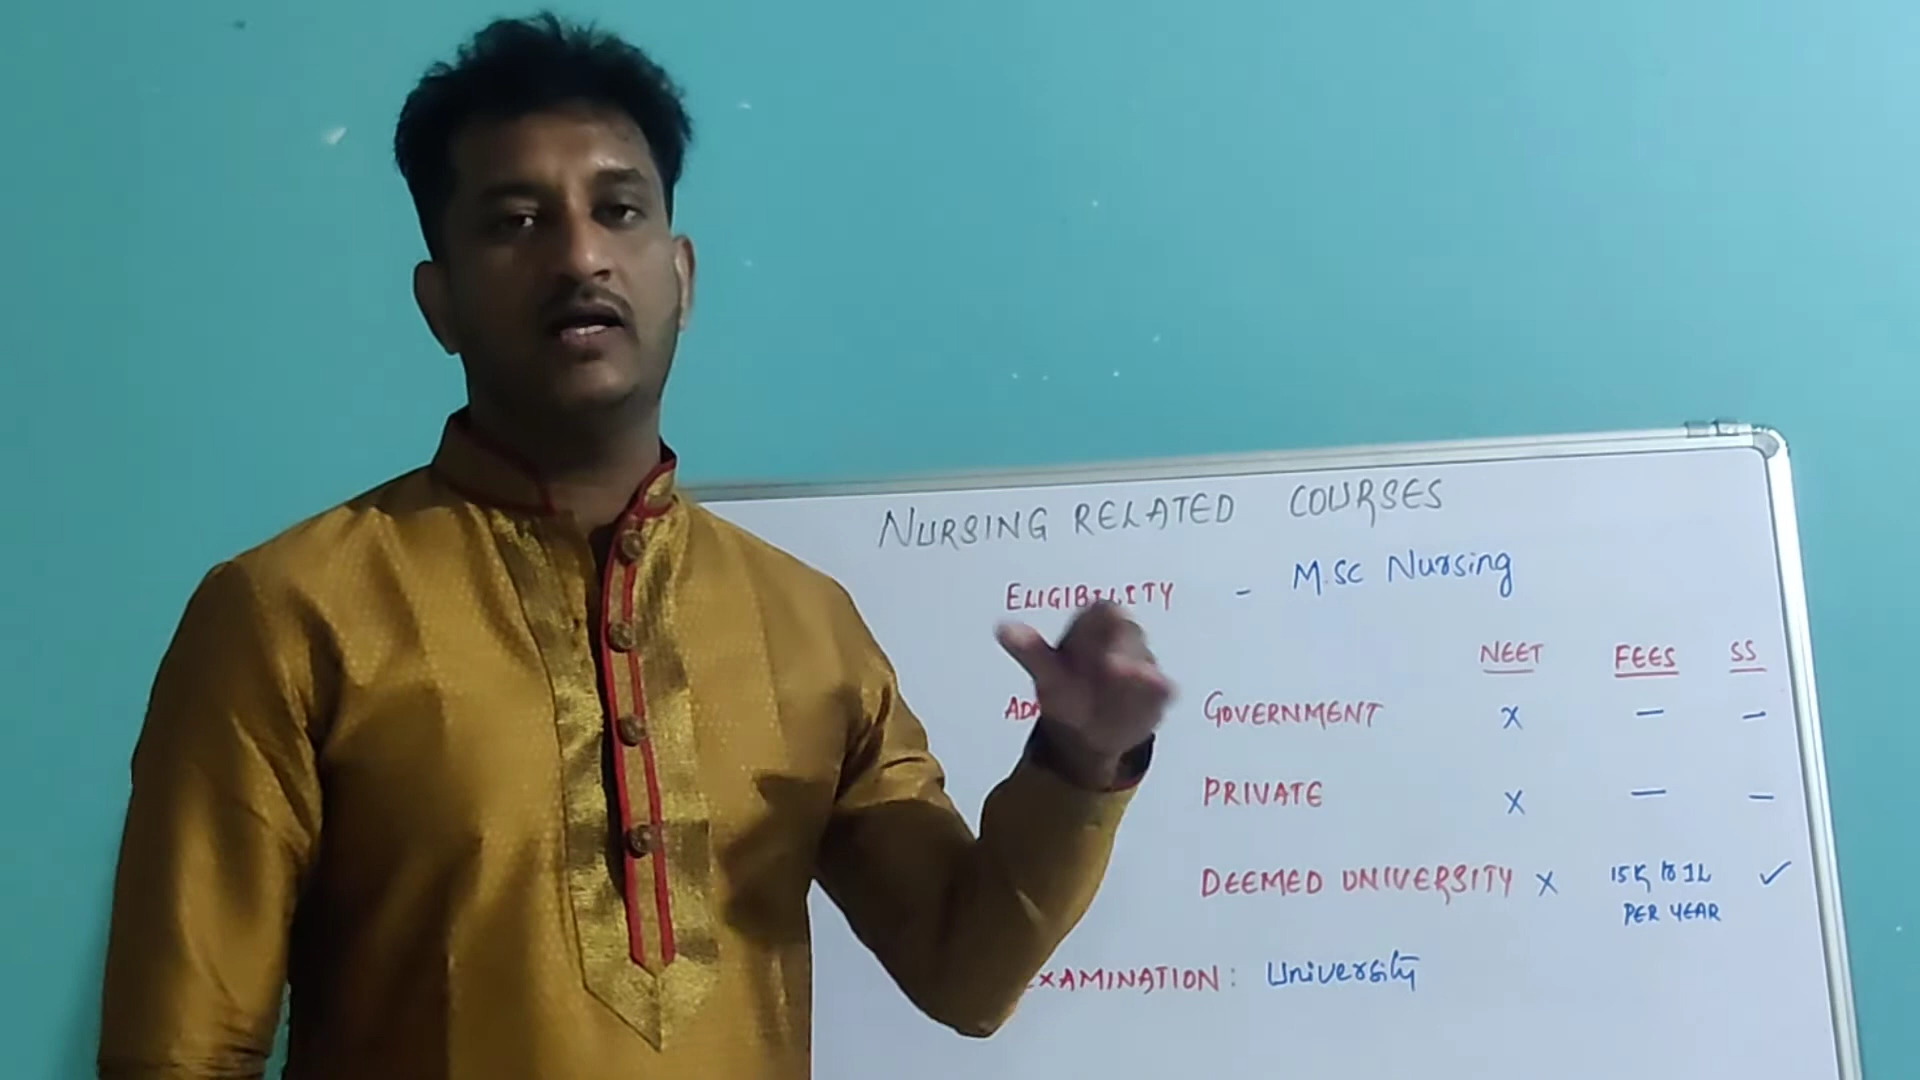 NURSING RELATED COURSES
ELIGIBILITY - M.SC Nursing
NEET FEES SS
GOVERNMENT X — —
PRIVATE X — —
DEEMED UNIVERSITY X 15K to 1L ✓
PER YEAR
EXAMINATION: University